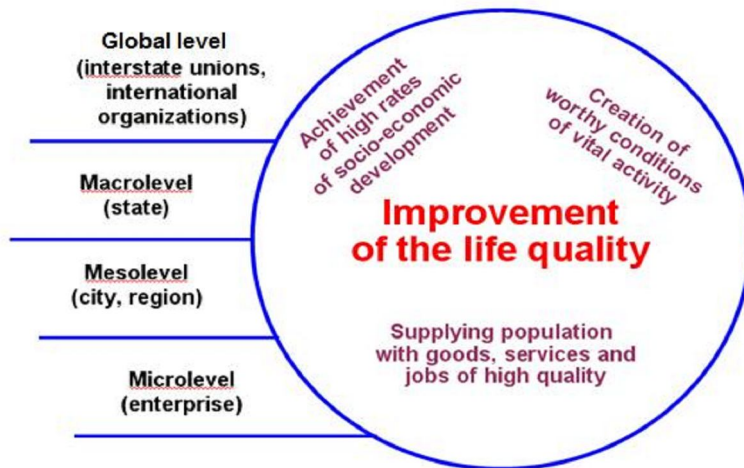 Global level
(interstate unions,
international
organizations)
Macrolevel
(state)
Mesolevel
(city, region)
Microlevel
(enterprise)
Achievement
of high rates
of socio-economic
development
Creation of
worthy conditions
of vital activity
Improvement
of the life quality
Supplying population
with goods, services and
jobs of high quality